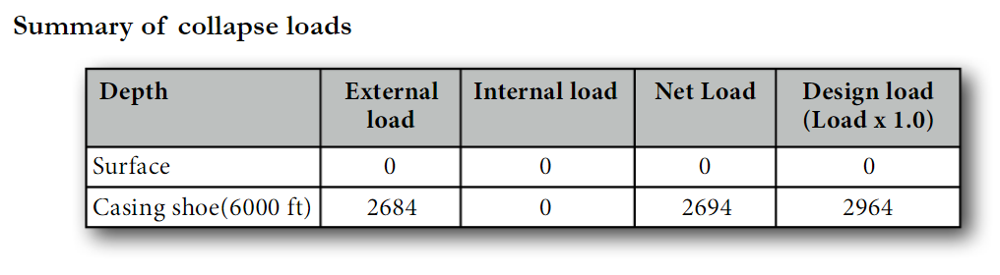 Summary of collapse loads
Depth External load Internal load Net Load Design load (Load x 1.0)
Surface 0 0 0 0
Casing shoe(6000 ft) 2684 0 2694 2964